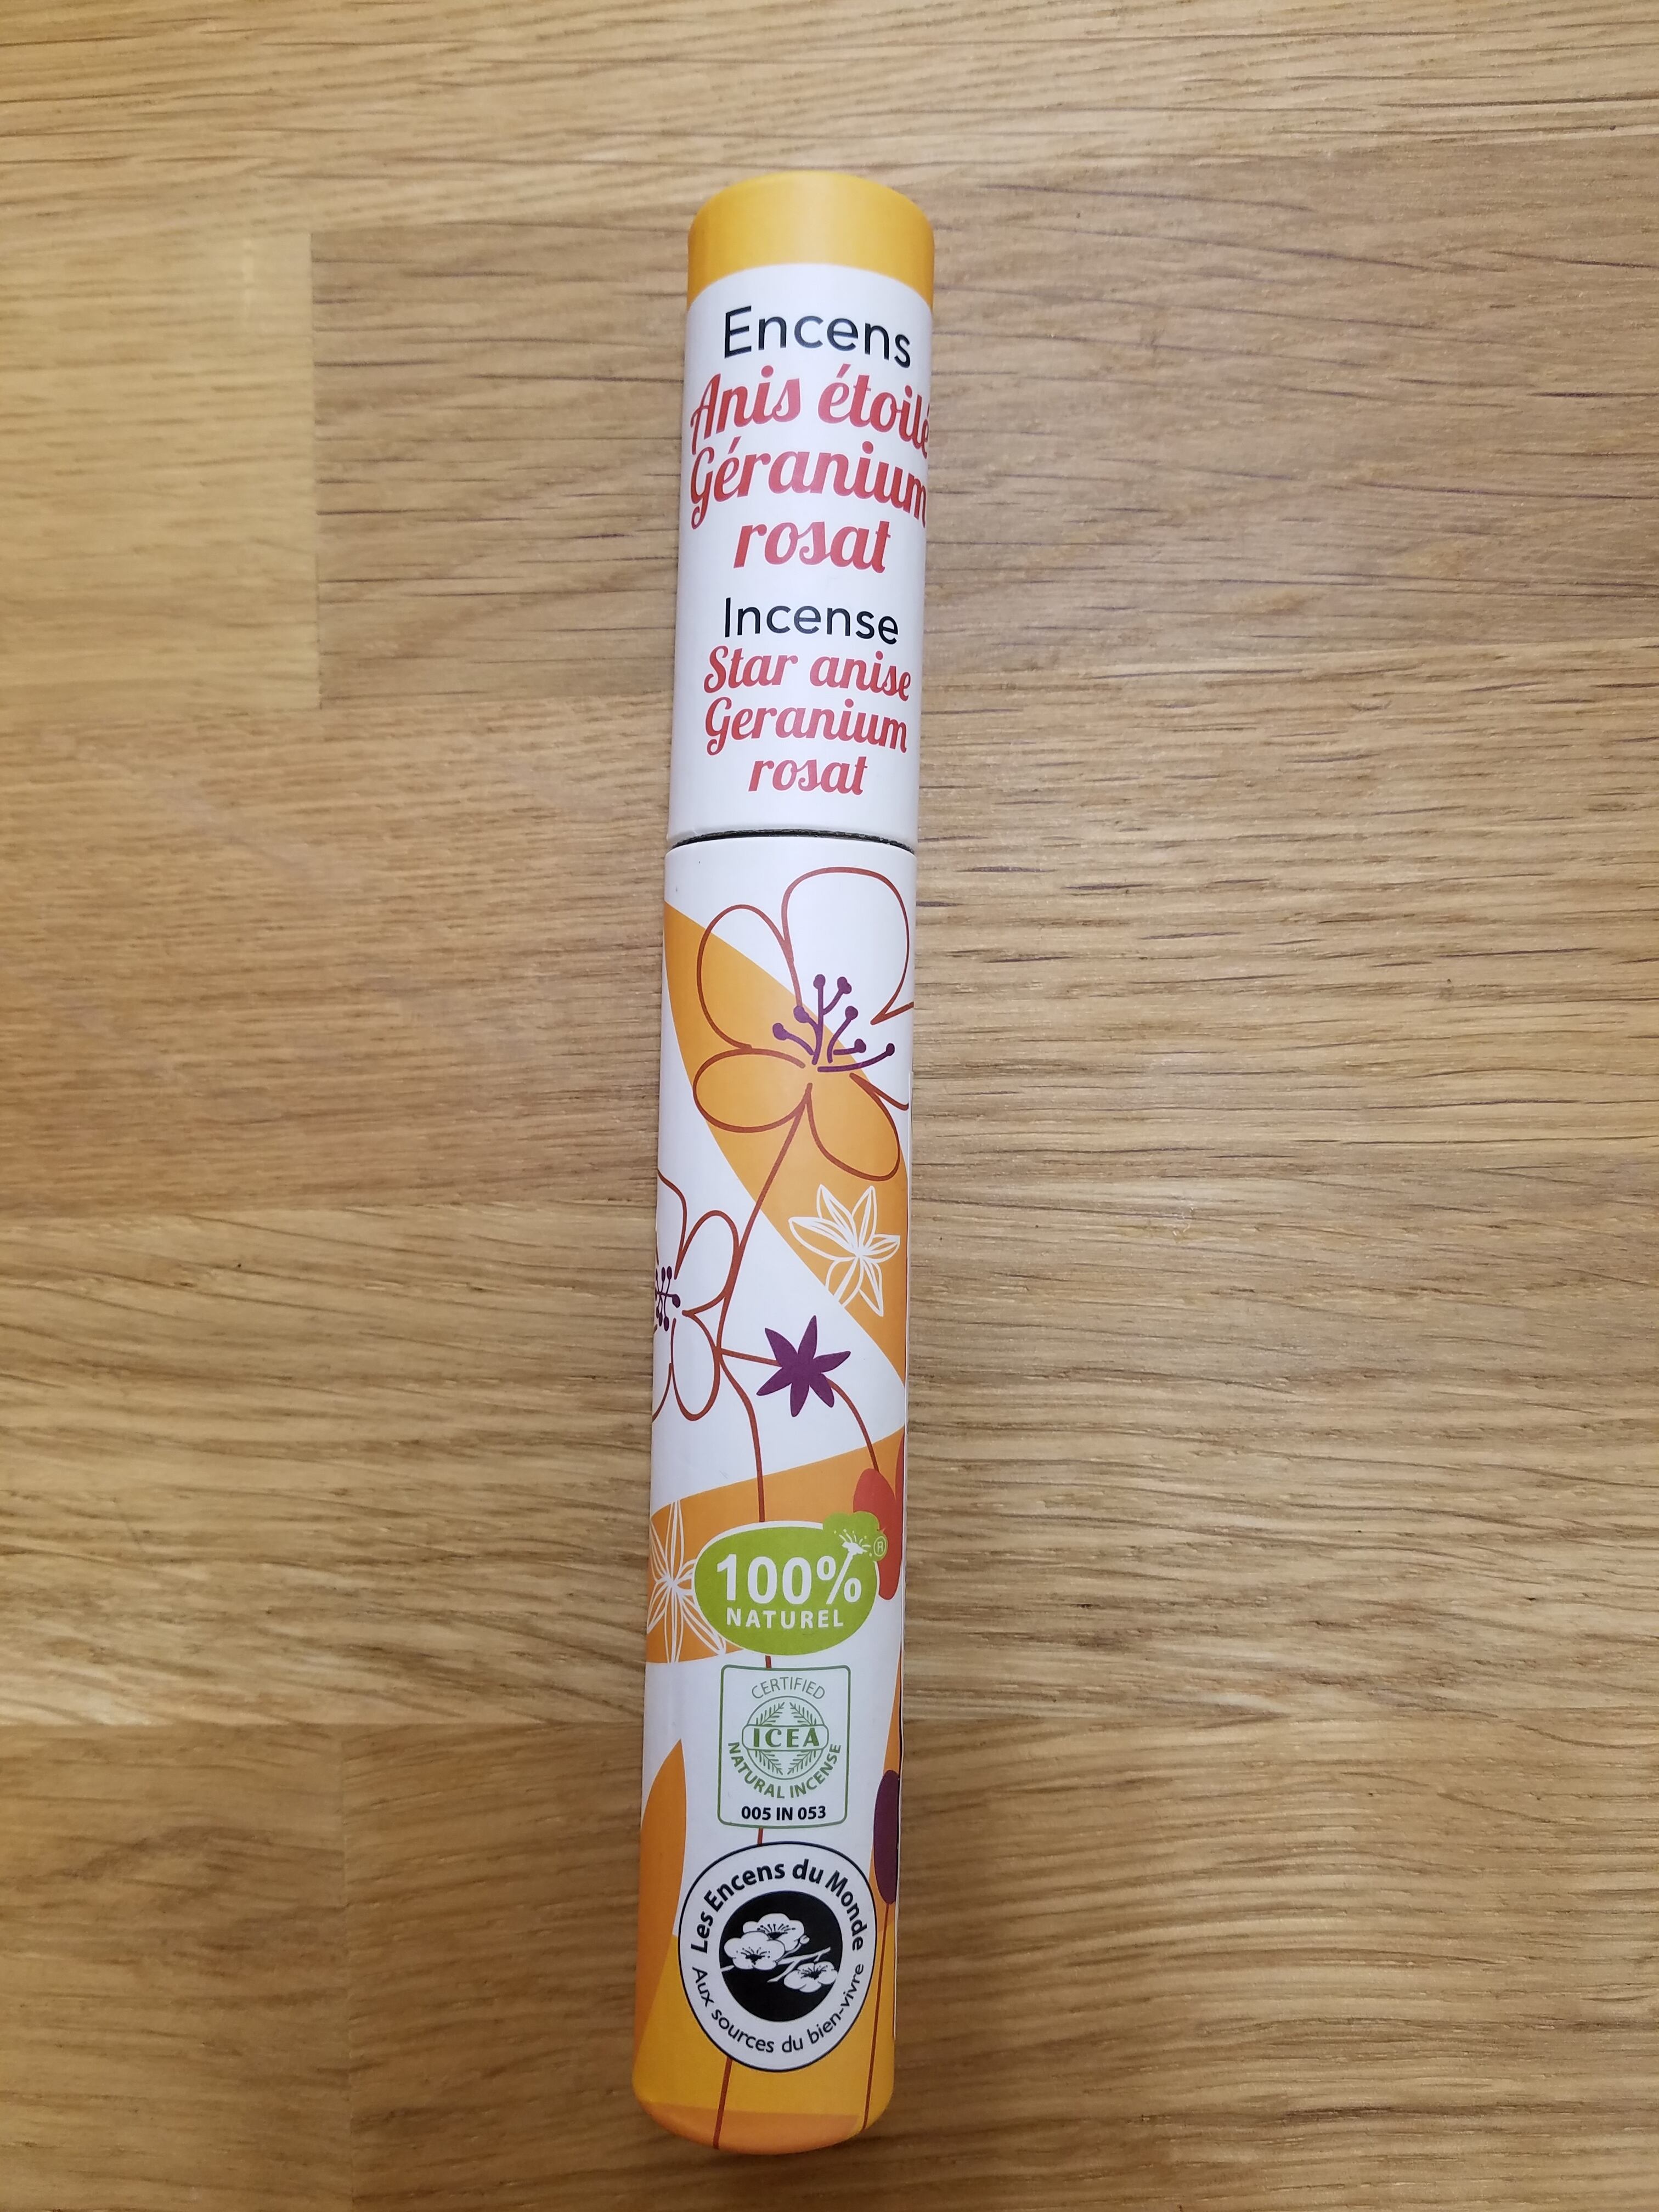 Encens
Anis étoilé
Géranium
rosat
Incense
Star anise
Geranium
rosat
100%
®
NATUREL
CERTIFIED
ICEA
NATURAL INCENSE
005 IN 053
Les Encens du Monde
Aux sources du bien-vivre